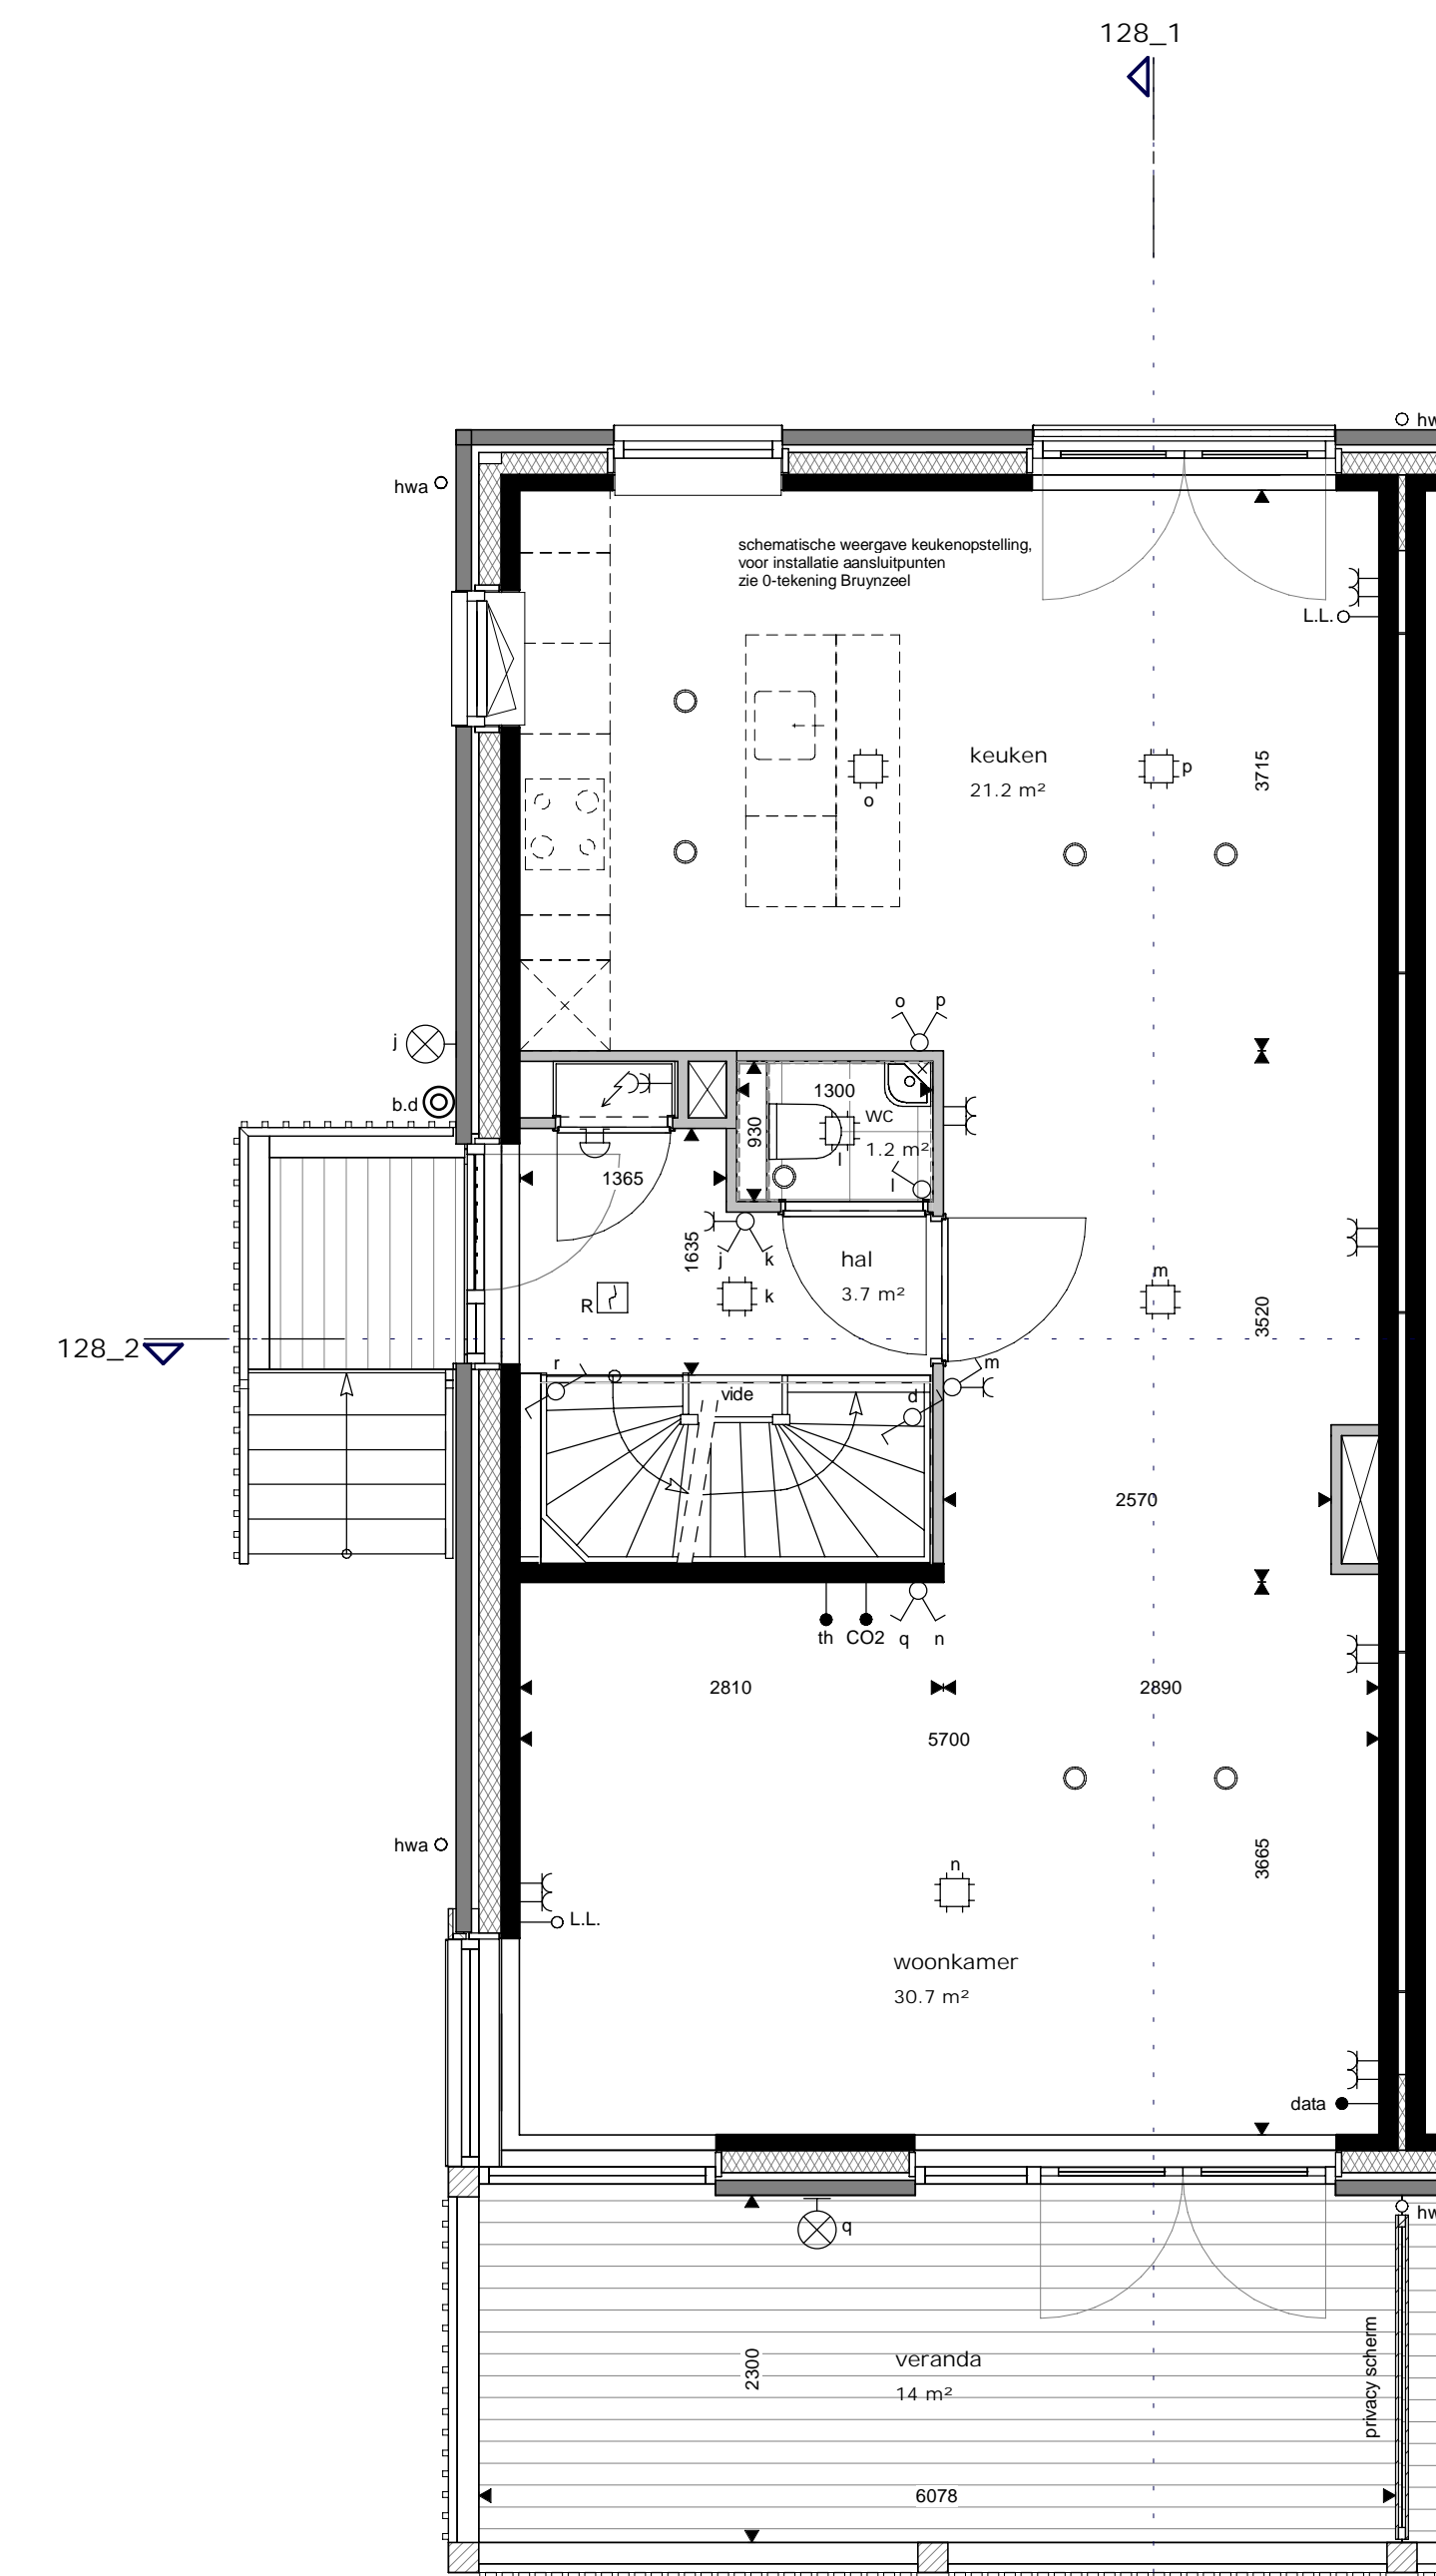 128_1
hw
hwa
schematische weergave keukenopstelling,
voor installatie aansluitpunten
zie 0-tekening Bruynzeel
L.L.
keuken
21.2 m²
o
p
3715
o p
j
b.d
1300
wc
1.2 m²
930
l
l
1365
1635
j k
hal
3.7 m²
R
k
m
3520
128_2
r
vide
d
m
2570
th CO2 q n
2810
2890
5700
hwa
3665
n
L.L.
woonkamer
30.7 m²
data
q
hw
veranda
14 m²
2300
privacy scherm
6078